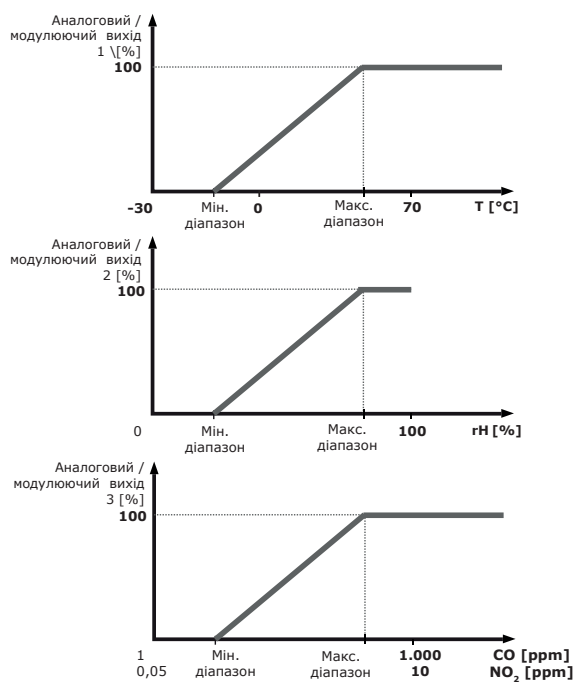 Аналоговий /
модулюючий вихід
1 \[%]
100
-30 Мін. діапазон 0 Макс. діапазон 70 T [°C]
Аналоговий /
модулюючий вихід
2 [%]
100
0 Мін. діапазон Макс. діапазон 100 rH [%]
Аналоговий /
модулюючий вихід
3 [%]
100
1 Мін. Макс. 1.000 CO [ppm]
0,05 діапазон діапазон 10 NO₂ [ppm]